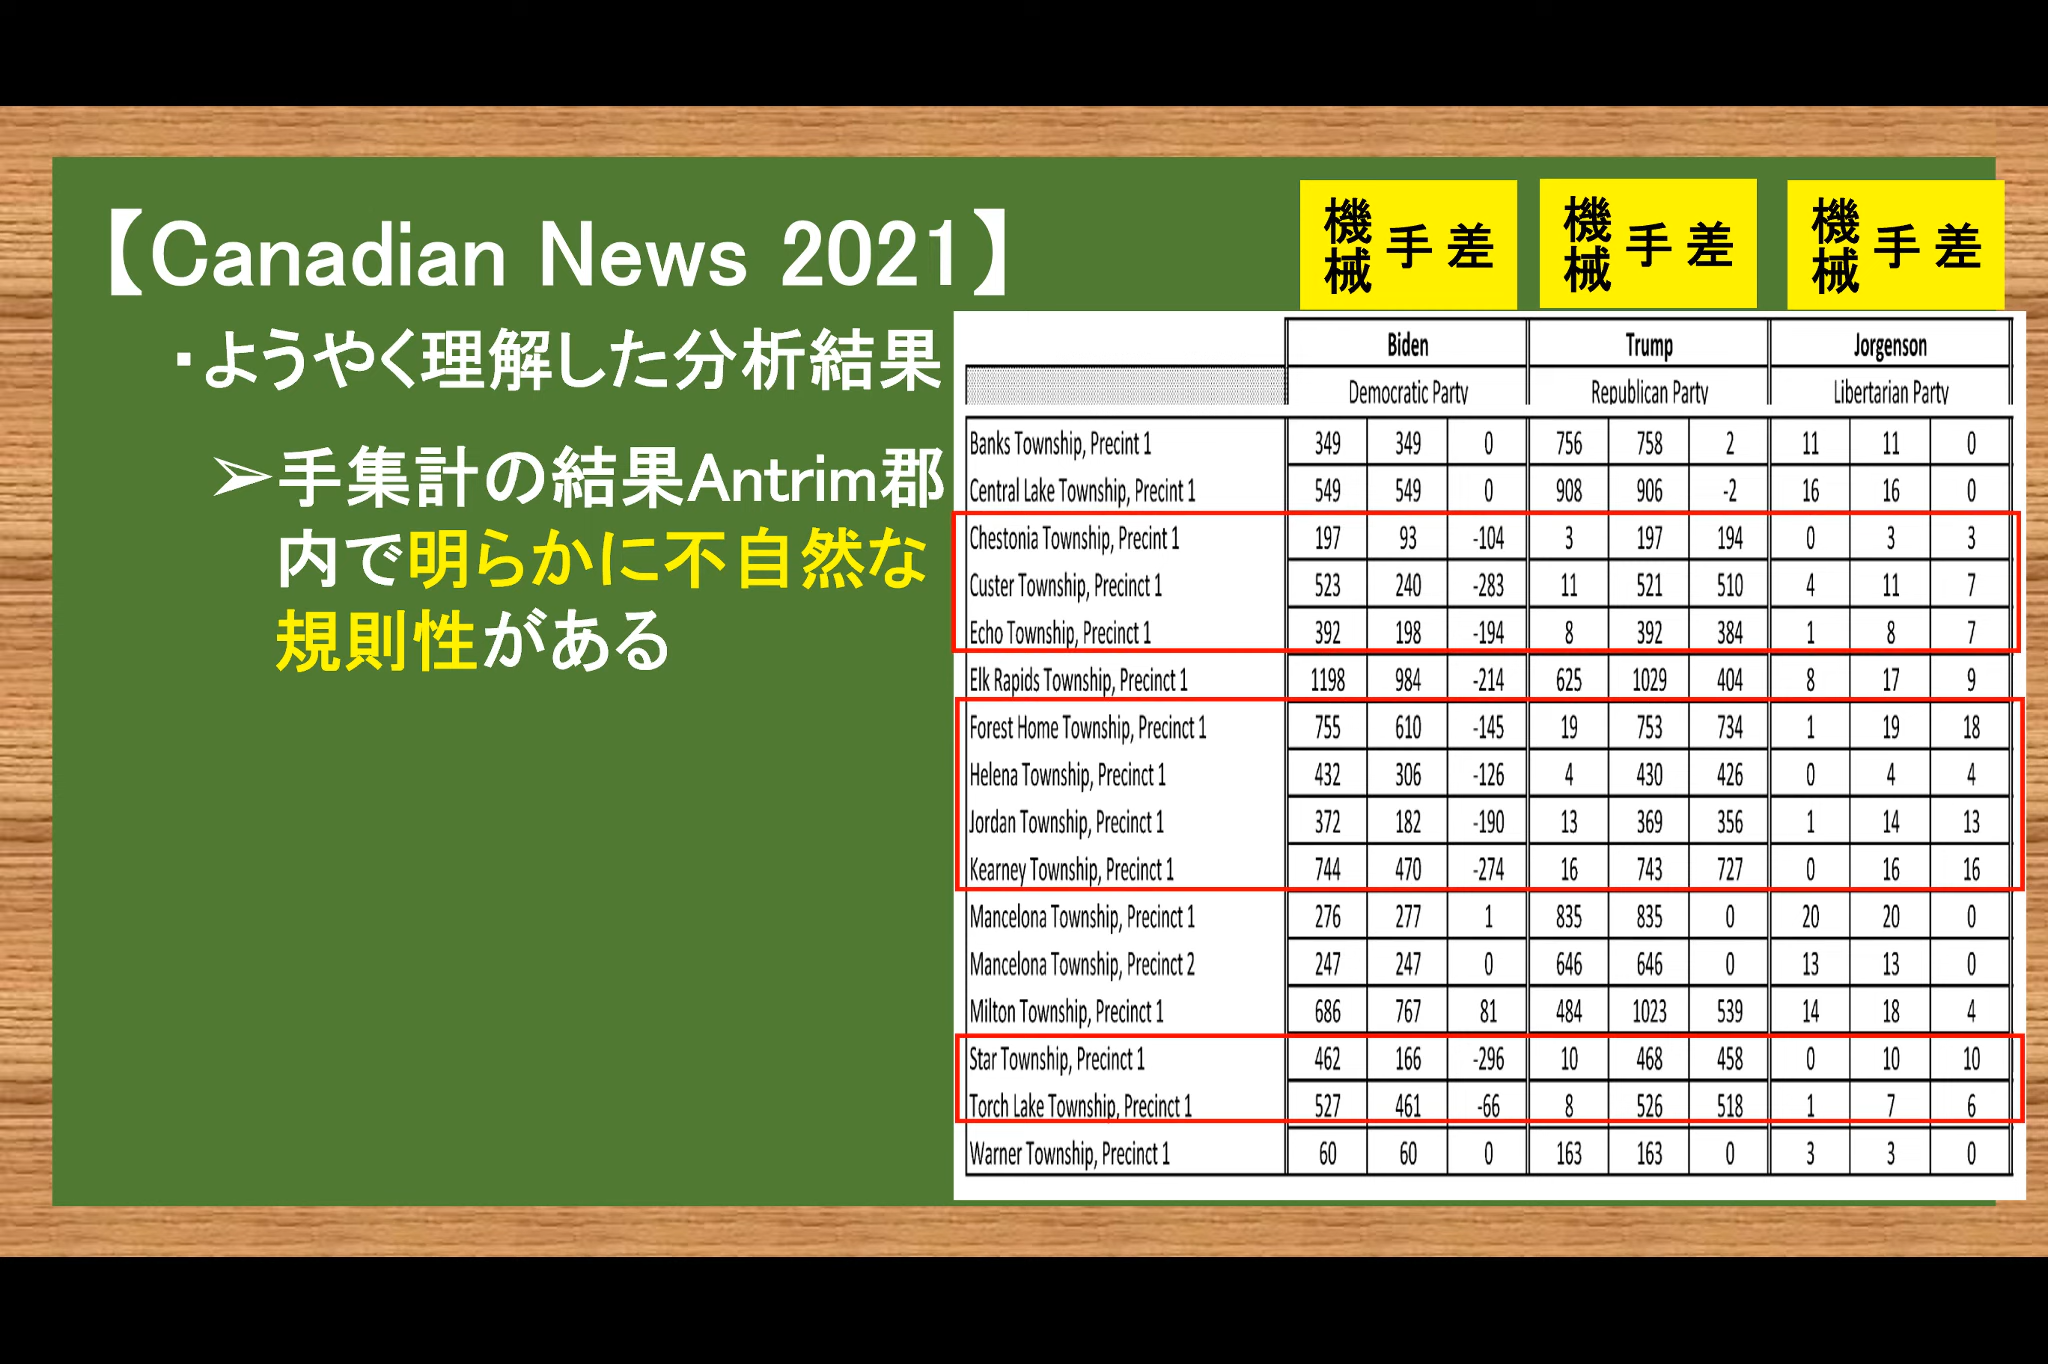 【Canadian News 2021】
・ようやく理解した分析結果
➢手集計の結果Antrim郡
内で明らかに不自然な
規則性がある
機械 手 差 機械 手 差 機械 手 差
Biden Trump Jorgenson
Democratic Party Republican Party Libertarian Party
Banks Township, Precint 1 349 349 0 756 758 2 11 11 0
Central Lake Township, Precint 1 549 549 0 908 906 -2 16 16 0
Chestonia Township, Precint 1 197 93 -104 3 197 194 0 3 3
Custer Township, Precinct 1 523 240 -283 11 521 510 4 11 7
Echo Township, Precinct 1 392 198 -194 8 392 384 1 8 7
Elk Rapids Township, Precinct 1 1198 984 -214 625 1029 404 8 17 9
Forest Home Township, Precinct 1 755 610 -145 19 753 734 1 19 18
Helena Township, Precinct 1 432 306 -126 4 430 426 0 4 4
Jordan Township, Precinct 1 372 182 -190 13 369 356 1 14 13
Kearney Township, Precinct 1 744 470 -274 16 743 727 0 16 16
Mancelona Township, Precinct 1 276 277 1 835 835 0 20 20 0
Mancelona Township, Precinct 2 247 247 0 646 646 0 13 13 0
Milton Township, Precinct 1 686 767 81 484 1023 539 14 18 4
Star Township, Precinct 1 462 166 -296 10 468 458 0 10 10
Torch Lake Township, Precinct 1 527 461 -66 8 526 518 1 7 6
Warner Township, Precinct 1 60 60 0 163 163 0 3 3 0